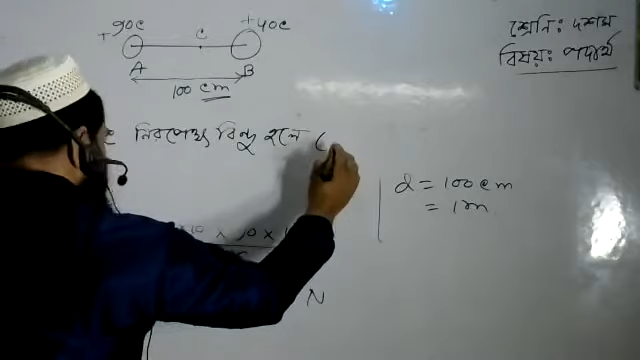 শ্রেনি: দশম
বিষয়: পদার্থ
+90c +40c
C
A B
100 cm
C নিরপেক্ষ বিন্দু হলে (
d = 100 cm
= 1m
N